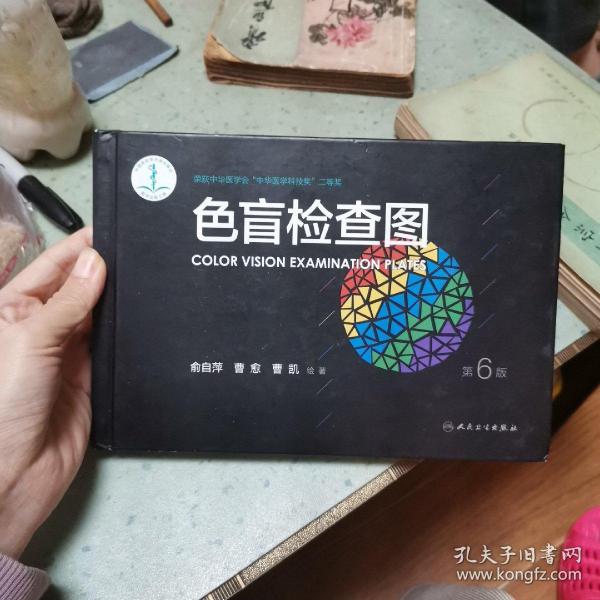 荣获中华医学会“中华医学科技奖”二等奖
色盲检查图
COLOR VISION EXAMINATION PLATES
俞自萍 曹愈 曹凯 绘著
第6版
人民卫生出版社
孔夫子旧书网
www.kongfz.com